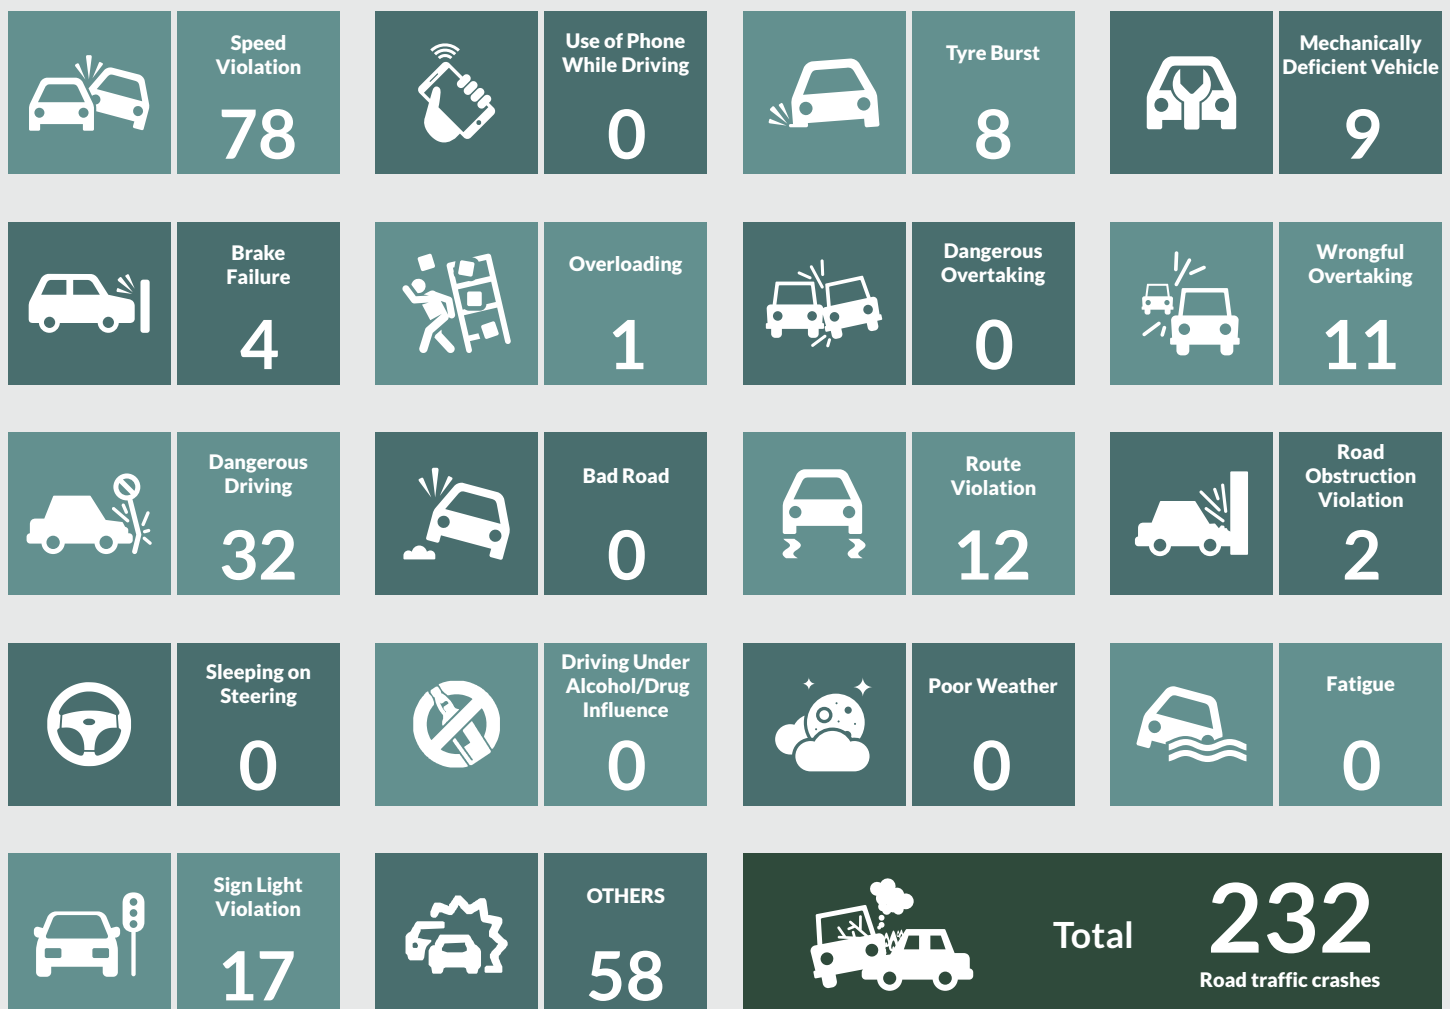 Speed
Violation
78
Use of Phone
While Driving
0
Tyre Burst
8
Mechanically
Deficient Vehicle
9
Brake
Failure
4
Overloading
1
Dangerous
Overtaking
0
Wrongful
Overtaking
11
Dangerous
Driving
32
Bad Road
0
Route
Violation
12
Road
Obstruction
Violation
2
Sleeping on
Steering
0
Driving Under
Alcohol/Drug
Influence
0
Poor Weather
0
Fatigue
0
Sign Light
Violation
17
OTHERS
58
Total
232
Road traffic crashes